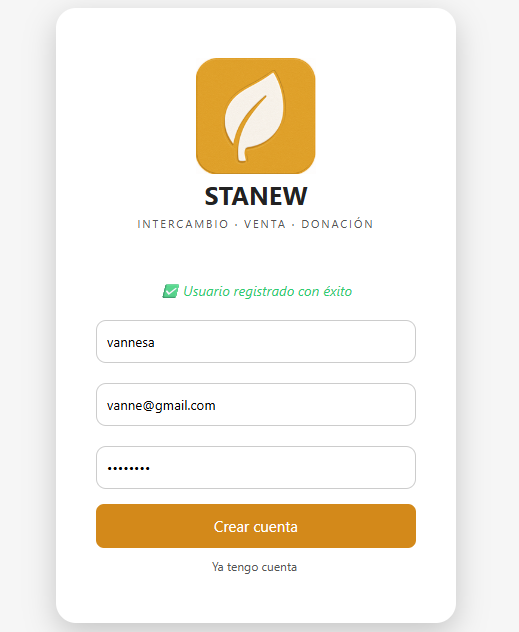 STANEW
INTERCAMBIO · VENTA · DONACIÓN
✅ Usuario registrado con éxito
vannesa
vanne@gmail.com
••••••••
Crear cuenta
Ya tengo cuenta